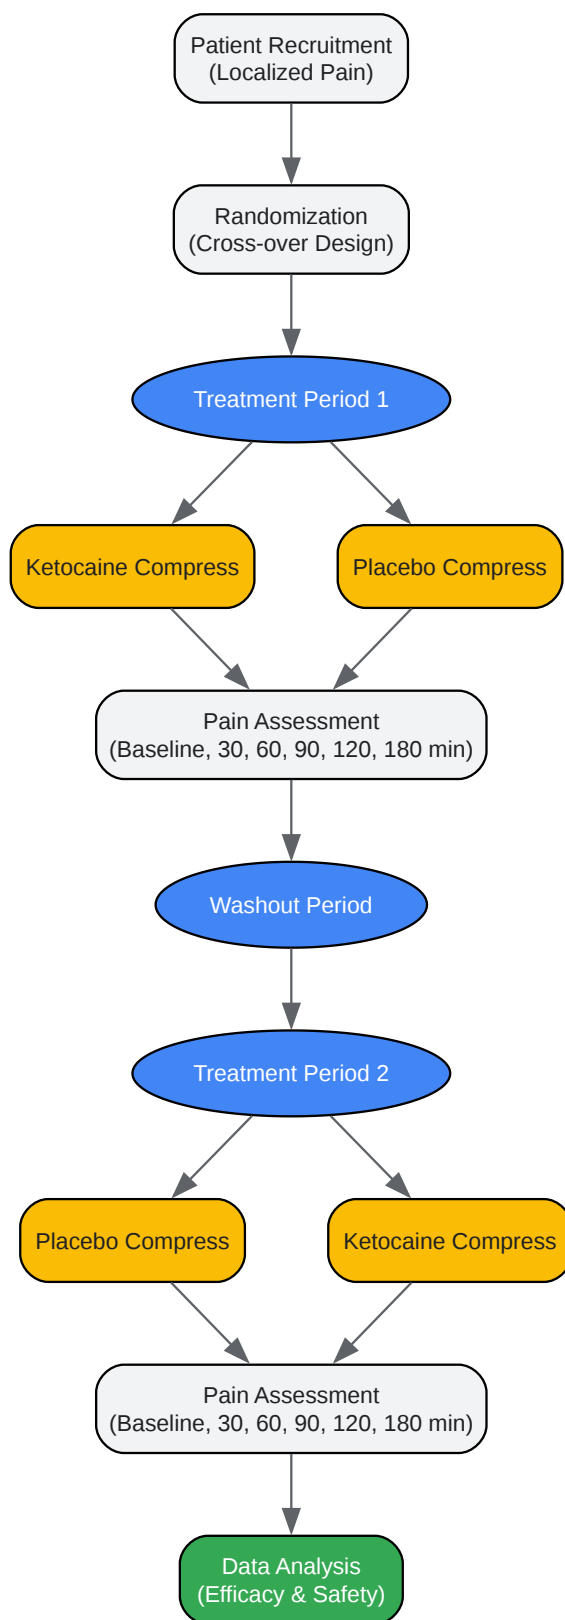 Patient Recruitment
(Localized Pain)
Randomization
(Cross-over Design)
Treatment Period 1
Ketocaine Compress
Placebo Compress
Pain Assessment
(Baseline, 30, 60, 90, 120, 180 min)
Washout Period
Treatment Period 2
Placebo Compress
Ketocaine Compress
Pain Assessment
(Baseline, 30, 60, 90, 120, 180 min)
Data Analysis
(Efficacy & Safety)